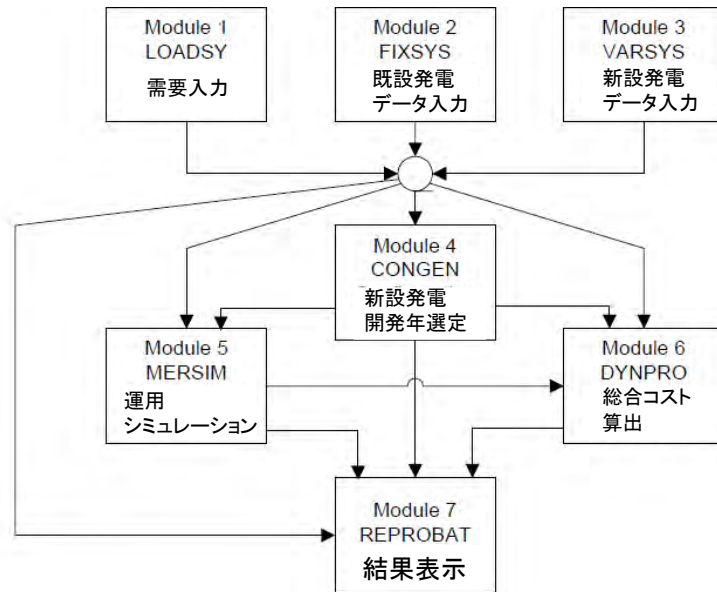 Module 1
LOADSY
需要入力
Module 2
FIXSYS
既設発電
データ入力
Module 3
VARSYS
新設発電
データ入力
Module 4
CONGEN
新設発電
開発年選定
Module 5
MERSIM
運用
シミュレーション
Module 6
DYNPRO
総合コスト
算出
Module 7
REPROBAT
結果表示